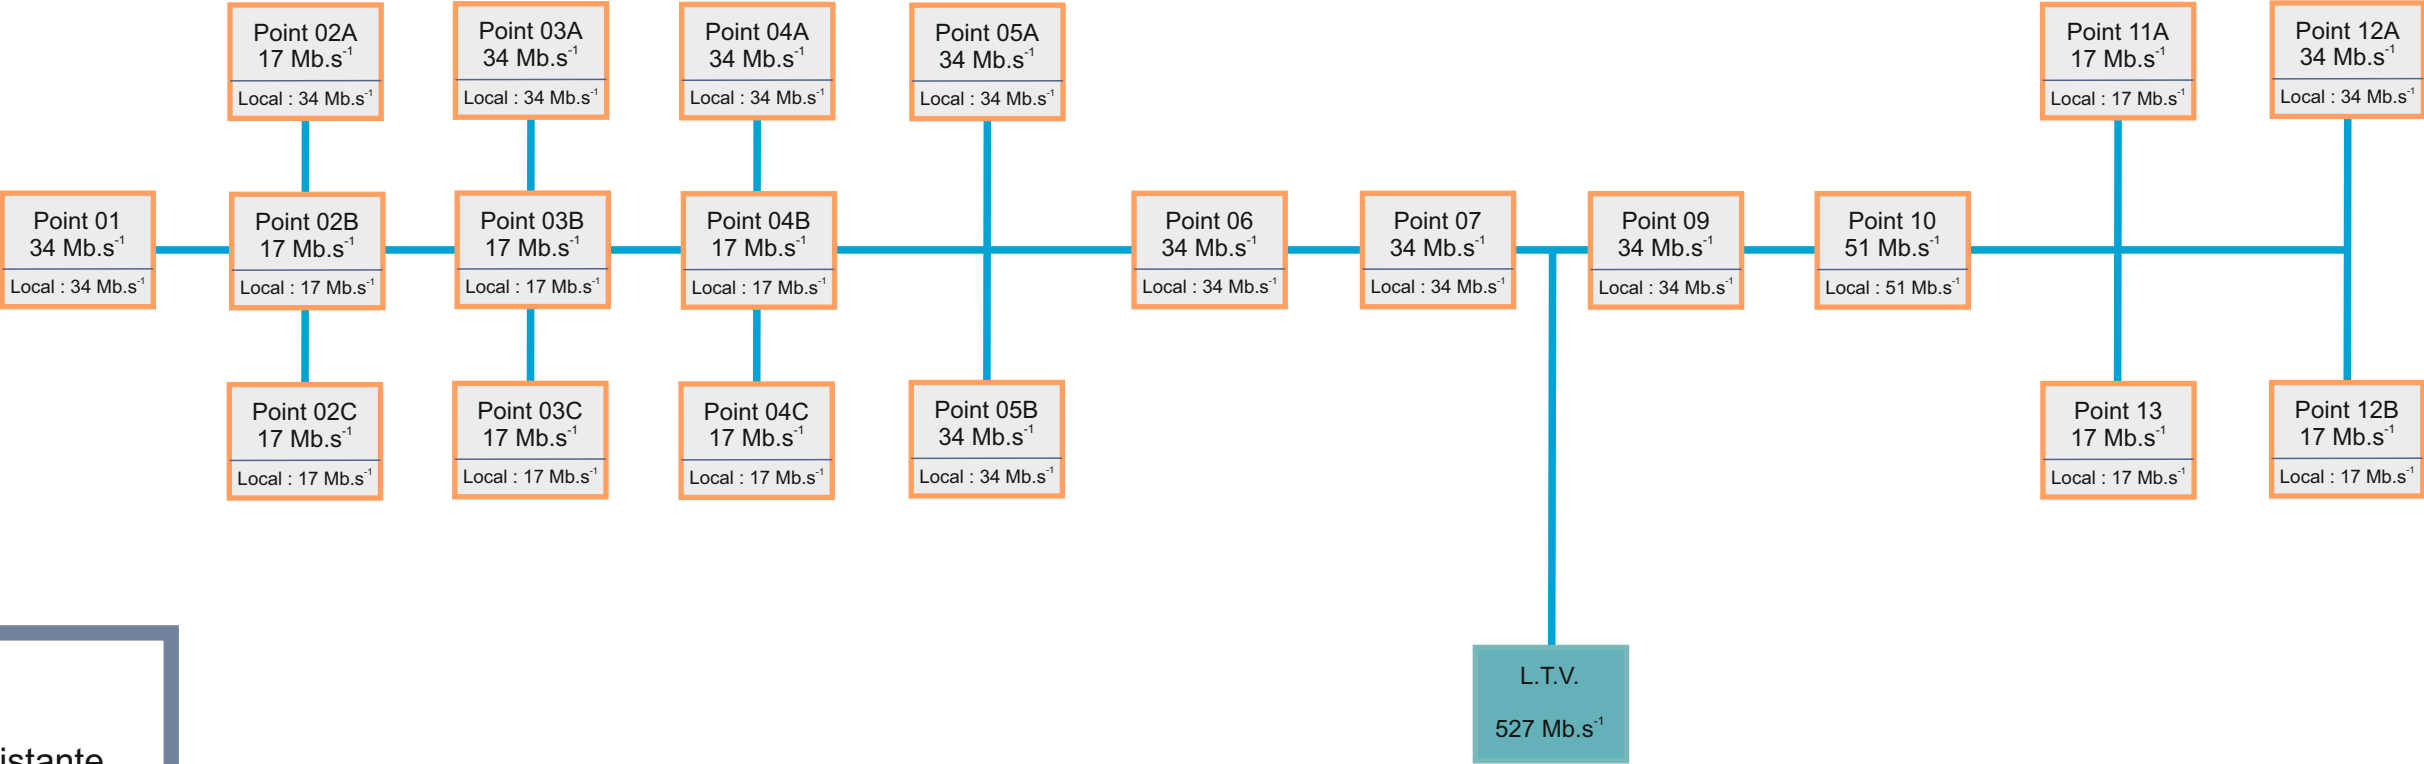 Point 02A
17 Mb.s⁻¹
Local : 34 Mb.s⁻¹
Point 03A
34 Mb.s⁻¹
Local : 34 Mb.s⁻¹
Point 04A
34 Mb.s⁻¹
Local : 34 Mb.s⁻¹
Point 05A
34 Mb.s⁻¹
Local : 34 Mb.s⁻¹
Point 11A
17 Mb.s⁻¹
Local : 17 Mb.s⁻¹
Point 12A
34 Mb.s⁻¹
Local : 34 Mb.s⁻¹
Point 01
34 Mb.s⁻¹
Local : 34 Mb.s⁻¹
Point 02B
17 Mb.s⁻¹
Local : 17 Mb.s⁻¹
Point 03B
17 Mb.s⁻¹
Local : 17 Mb.s⁻¹
Point 04B
17 Mb.s⁻¹
Local : 17 Mb.s⁻¹
Point 06
34 Mb.s⁻¹
Local : 34 Mb.s⁻¹
Point 07
34 Mb.s⁻¹
Local : 34 Mb.s⁻¹
Point 09
34 Mb.s⁻¹
Local : 34 Mb.s⁻¹
Point 10
51 Mb.s⁻¹
Local : 51 Mb.s⁻¹
Point 02C
17 Mb.s⁻¹
Local : 17 Mb.s⁻¹
Point 03C
17 Mb.s⁻¹
Local : 17 Mb.s⁻¹
Point 04C
17 Mb.s⁻¹
Local : 17 Mb.s⁻¹
Point 05B
34 Mb.s⁻¹
Local : 34 Mb.s⁻¹
Point 13
17 Mb.s⁻¹
Local : 17 Mb.s⁻¹
Point 12B
17 Mb.s⁻¹
Local : 17 Mb.s⁻¹
L.T.V.
527 Mb.s⁻¹